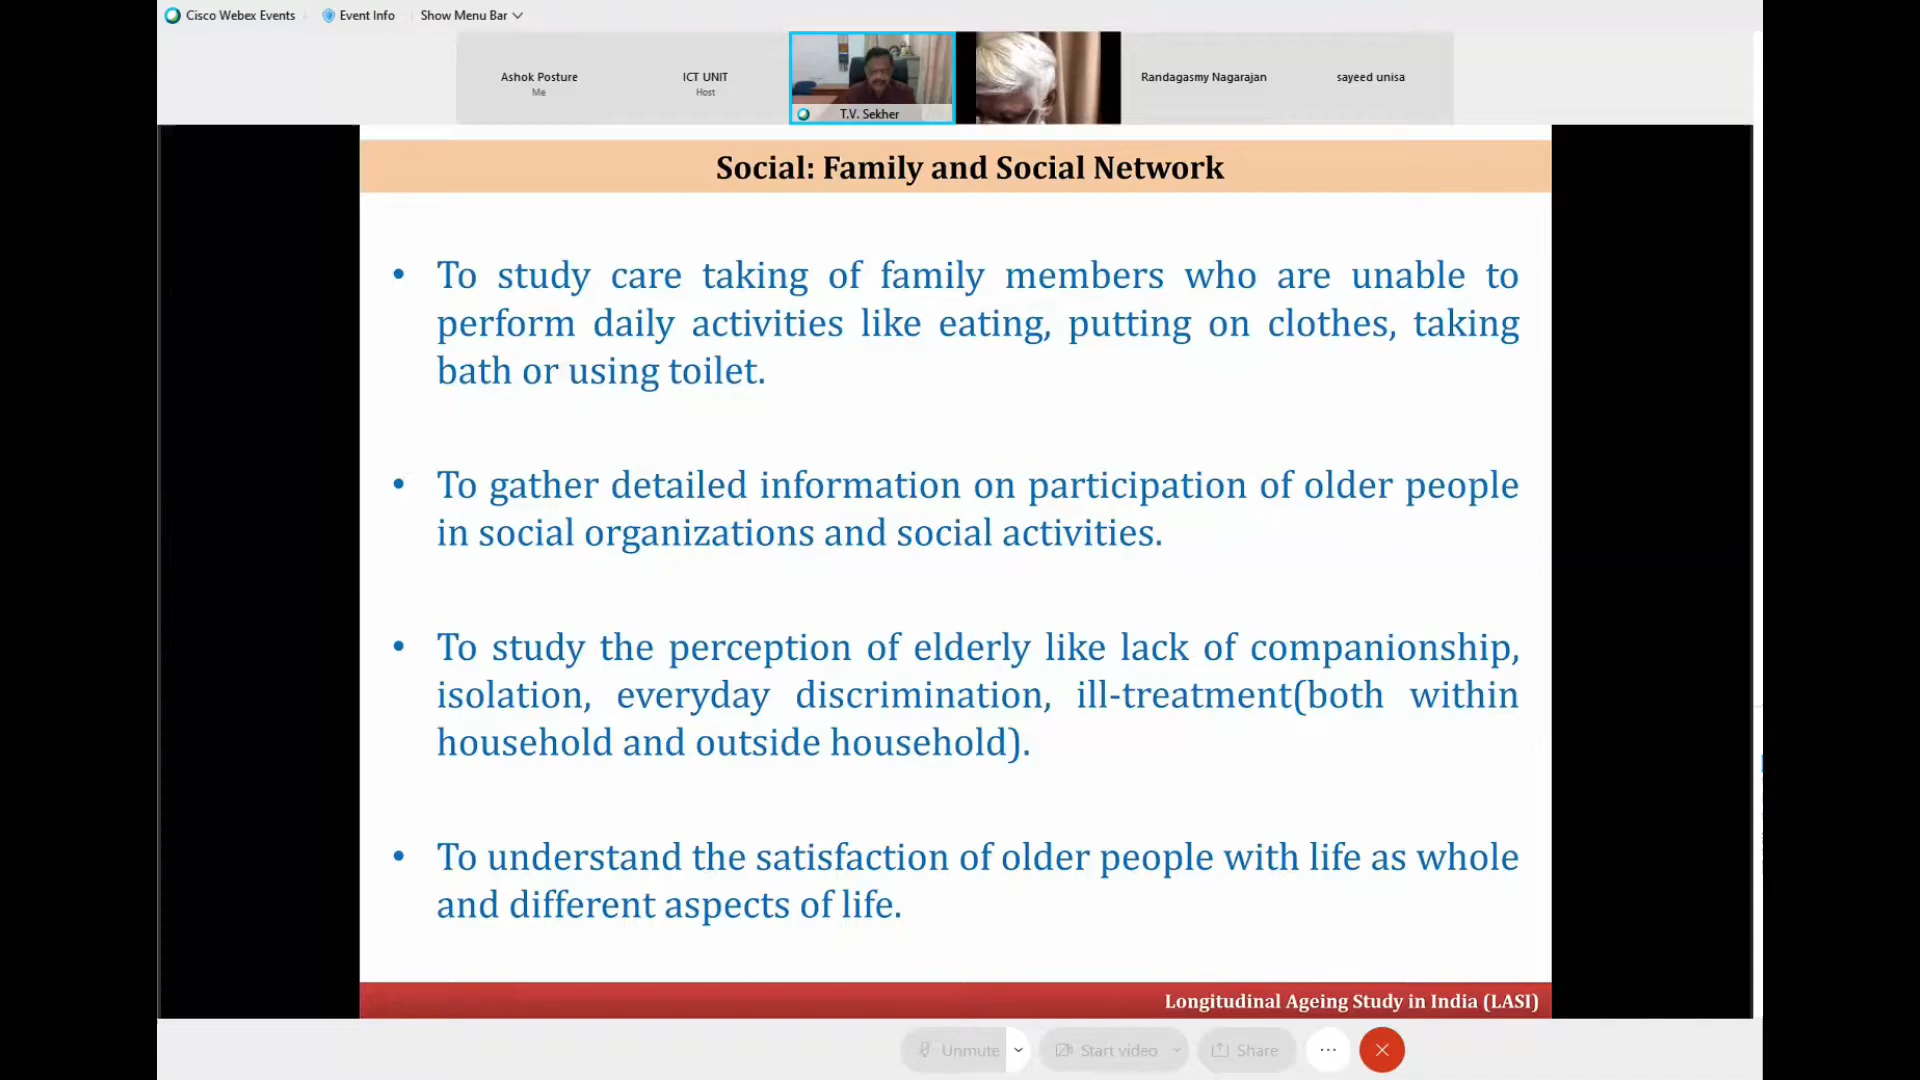 Cisco Webex Events
Event Info
Show Menu Bar
Ashok Posture
Me
ICT UNIT
Host
T.V. Sekher
Randagasmy Nagarajan
sayeed unisa
Social: Family and Social Network
• To study care taking of family members who are unable to
perform daily activities like eating, putting on clothes, taking
bath or using toilet.
• To gather detailed information on participation of older people
in social organizations and social activities.
• To study the perception of elderly like lack of companionship,
isolation, everyday discrimination, ill-treatment(both within
household and outside household).
• To understand the satisfaction of older people with life as whole
and different aspects of life.
Longitudinal Ageing Study in India (LASI)
Unmute
Start video
Share